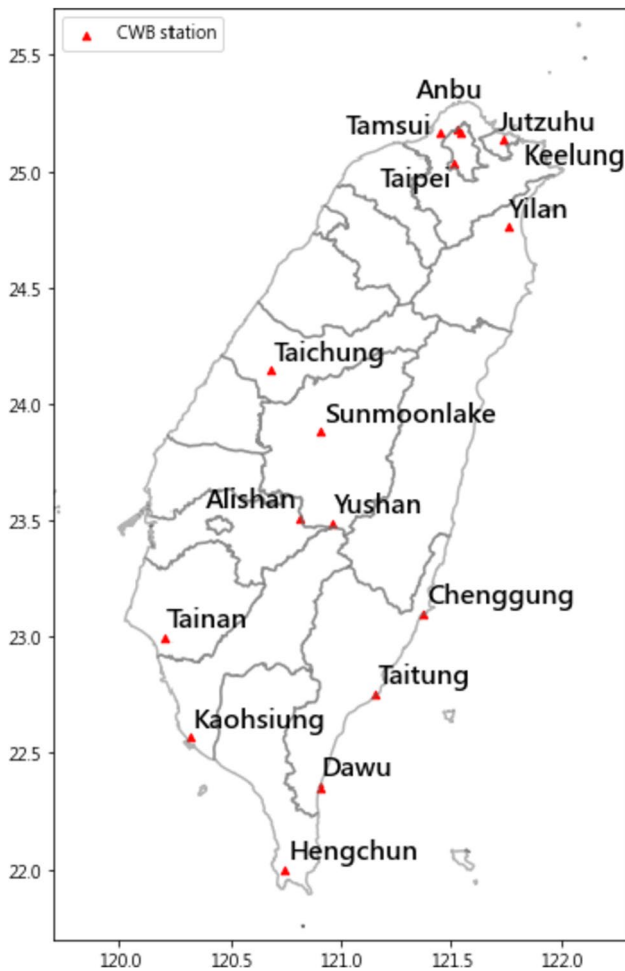 25.5
CWB station
Anbu
Tamsui
Jutzuhu
25.0
Taipei
Keelung
Yilan
24.5
Taichung
24.0
Sunmoonlake
23.5
Alishan
Yushan
Chenggung
23.0
Tainan
Taitung
Kaohsiung
22.5
Dawu
22.0
Hengchun
120.0
120.5
121.0
121.5
122.0